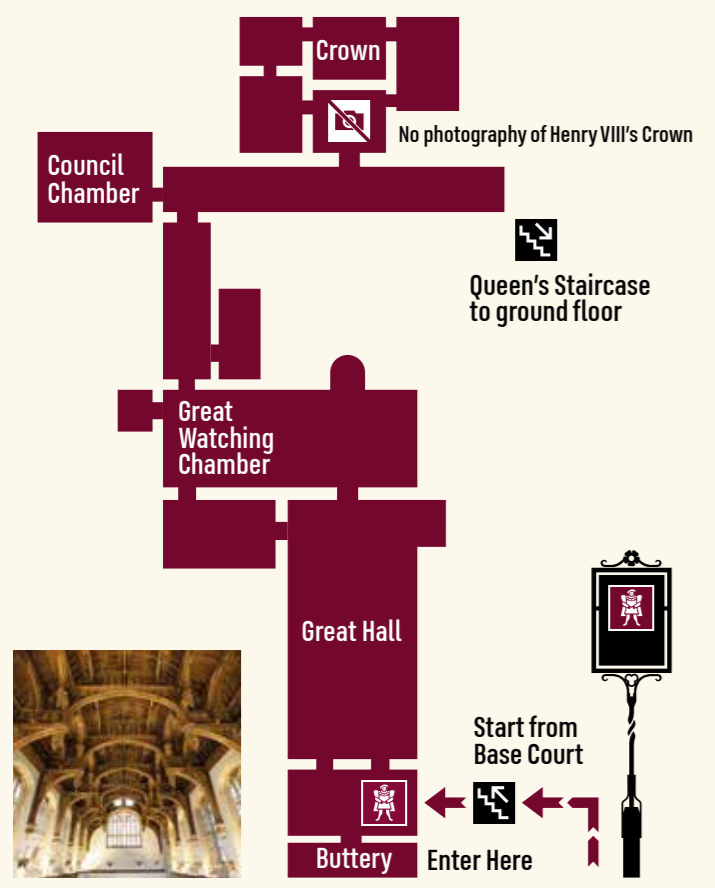 Crown
No photography of Henry VIII's Crown
Council
Chamber
Queen's Staircase
to ground floor
Great
Watching
Chamber
Great Hall
Start from
Base Court
Buttery
Enter Here